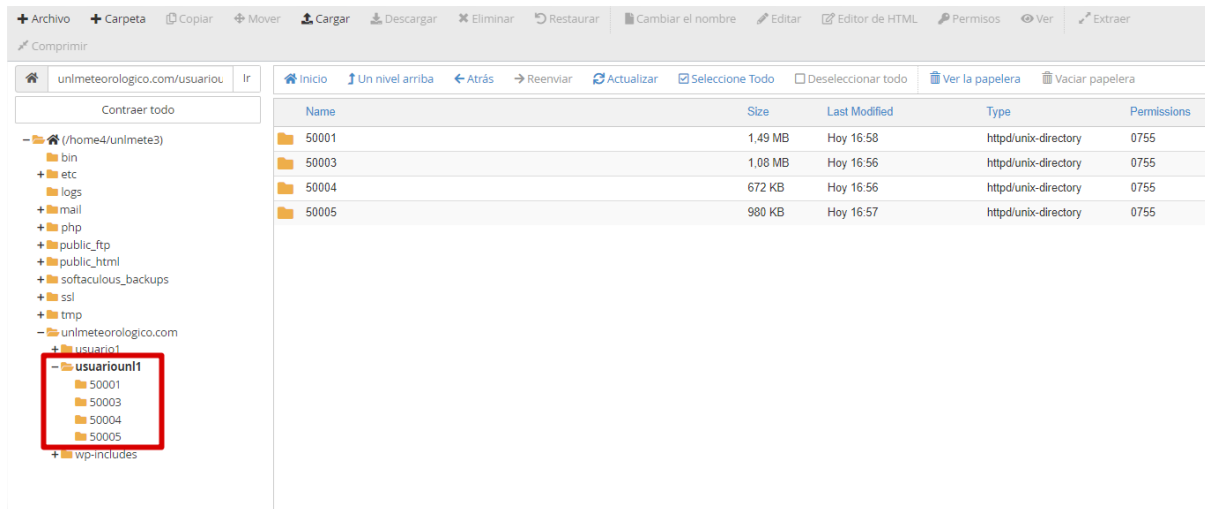 Archivo Carpeta Copiar Mover Cargar Descargar Eliminar Restaurar Cambiar el nombre Editar Editor de HTML Permisos Ver Extraer
Comprimir
unlmeteorologico.com/usuariou Ir
Inicio Un nivel arriba Atrás Reenviar Actualizar Seleccione Todo Deseleccionar todo Ver la papelera Vaciar papelera
Contraer todo
(/home4/unlmete3)
bin
etc
logs
mail
php
public_ftp
public_html
softaculous_backups
ssl
tmp
unlmeteorologico.com
usuario1
usuariounl1
50001
50003
50004
50005
wp-includes
Name Size Last Modified Type Permissions
50001 1,49 MB Hoy 16:58 httpd/unix-directory 0755
50003 1,08 MB Hoy 16:56 httpd/unix-directory 0755
50004 672 KB Hoy 16:56 httpd/unix-directory 0755
50005 980 KB Hoy 16:57 httpd/unix-directory 0755